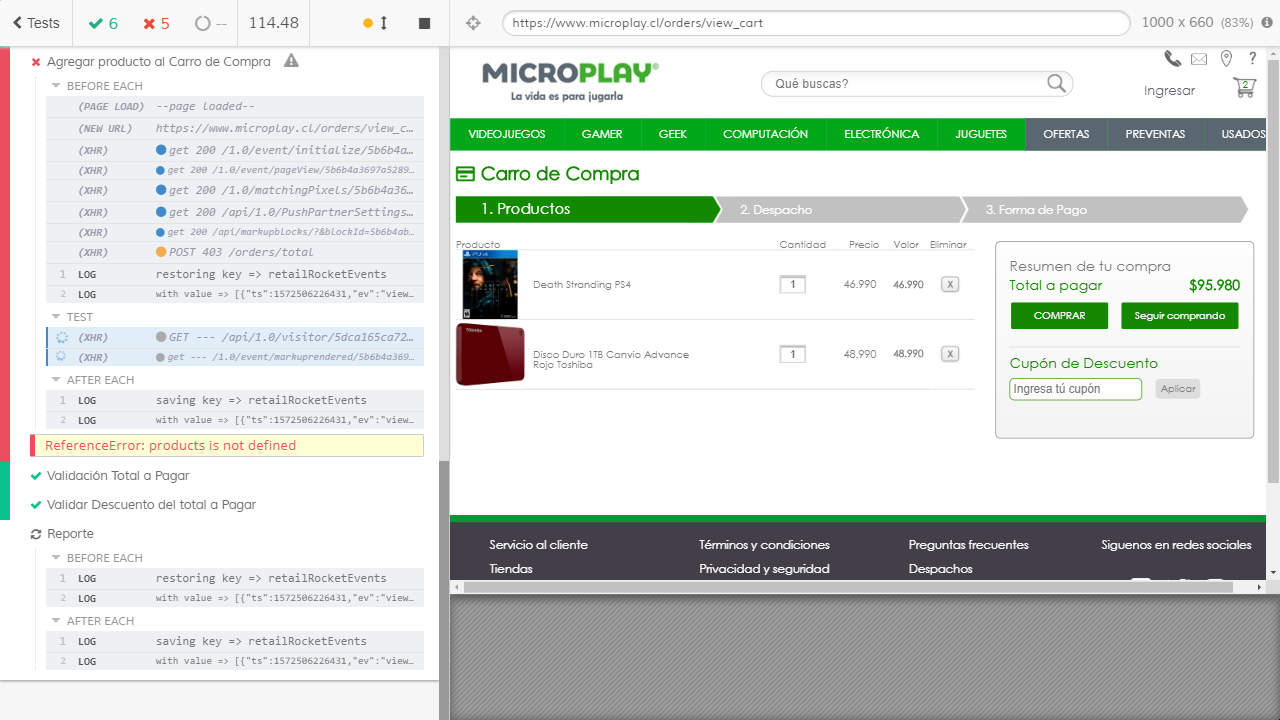 Tests
6
5
--
114.48
https://www.microplay.cl/orders/view_cart
1000 x 660 (83%)
Agregar producto al Carro de Compra
BEFORE EACH
(PAGE LOAD) --page loaded--
(NEW URL) https://www.microplay.cl/orders/view_c…
(XHR) get 200 /1.0/event/initialize/5b6b4a…
(XHR) get 200 /1.0/event/pageView/5b6b4a3697a5289…
(XHR) get 200 /1.0/matchingPixels/5b6b4a36…
(XHR) get 200 /api/1.0/PushPartnerSettings…
(XHR) get 200 /api/markupblocks/?&blockId=5b6b4ab…
(XHR) POST 403 /orders/total
1 LOG restoring key => retailRocketEvents
2 LOG with value => [{"ts":1572506226431,"ev":"view…
TEST
(XHR) GET --- /api/1.0/visitor/5dca165ca72…
(XHR) get --- /1.0/event/markuprendered/5b6b4a369…
AFTER EACH
1 LOG saving key => retailRocketEvents
2 LOG with value => [{"ts":1572506226431,"ev":"view…
ReferenceError: products is not defined
Validación Total a Pagar
Validar Descuento del total a Pagar
Reporte
BEFORE EACH
1 LOG restoring key => retailRocketEvents
2 LOG with value => [{"ts":1572506226431,"ev":"view…
AFTER EACH
1 LOG saving key => retailRocketEvents
2 LOG with value => [{"ts":1572506226431,"ev":"view…
MICROPLAY
La vida es para jugarla
Qué buscas?
Ingresar
2
VIDEOJUEGOS GAMER GEEK COMPUTACIÓN ELECTRÓNICA JUGUETES OFERTAS PREVENTAS USADOS
Carro de Compra
1. Productos 2. Despacho 3. Forma de Pago
Producto Cantidad Precio Valor Eliminar
Death Stranding PS4 1 46.990 46.990 X
TOSHIBA
Disco Duro 1TB Canvio Advance
Rojo Toshiba 1 48.990 48.990 X
Resumen de tu compra
Total a pagar $95.980
COMPRAR Seguir comprando
Cupón de Descuento
Ingresa tú cupón Aplicar
Servicio al cliente Términos y condiciones Preguntas frecuentes Siguenos en redes sociales
Tiendas Privacidad y seguridad Despachos